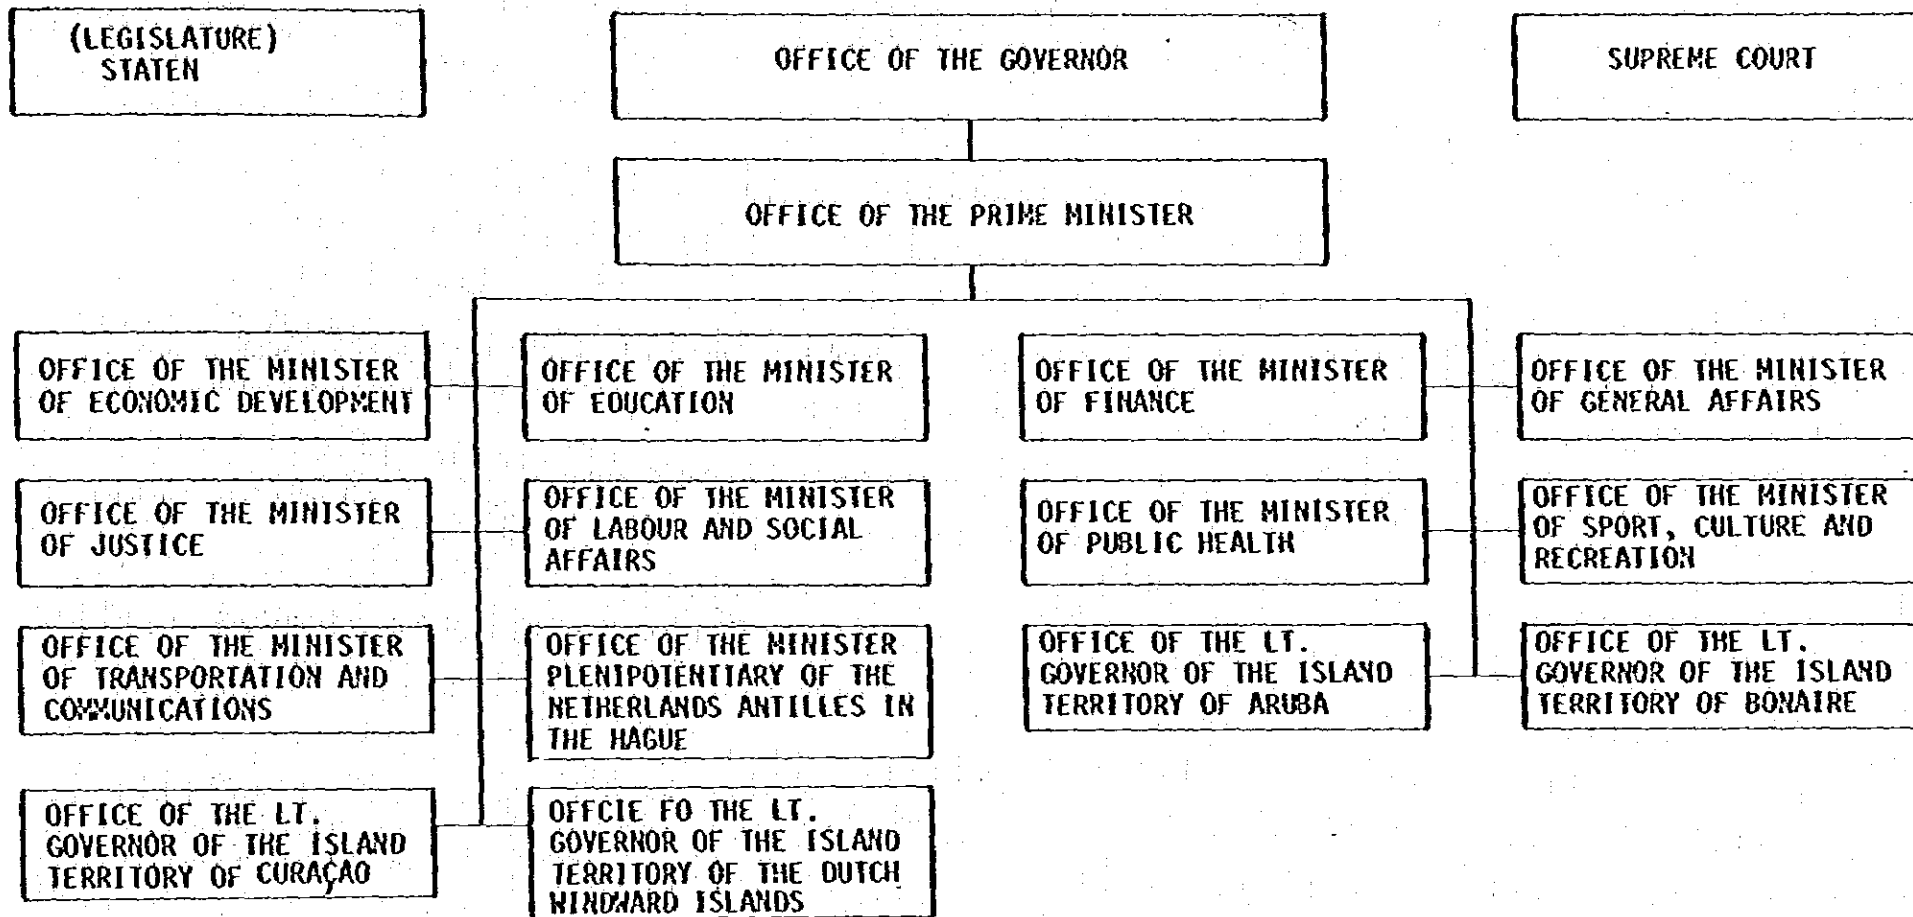 (LEGISLATURE)
STATEN
OFFICE OF THE GOVERNOR
SUPREME COURT
OFFICE OF THE PRIME MINISTER
OFFICE OF THE MINISTER
OF ECONOMIC DEVELOPMENT
OFFICE OF THE MINISTER
OF EDUCATION
OFFICE OF THE MINISTER
OF FINANCE
OFFICE OF THE MINISTER
OF GENERAL AFFAIRS
OFFICE OF THE MINISTER
OF JUSTICE
OFFICE OF THE MINISTER
OF LABOUR AND SOCIAL
AFFAIRS
OFFICE OF THE MINISTER
OF PUBLIC HEALTH
OFFICE OF THE MINISTER
OF SPORT, CULTURE AND
RECREATION
OFFICE OF THE MINISTER
OF TRANSPORTATION AND
COMMUNICATIONS
OFFICE OF THE MINISTER
PLENIPOTENTIARY OF THE
NETHERLANDS ANTILLES IN
THE HAGUE
OFFICE OF THE LT.
GOVERNOR OF THE ISLAND
TERRITORY OF ARUBA
OFFICE OF THE LT.
GOVERNOR OF THE ISLAND
TERRITORY OF BONAIRE
OFFICE OF THE LT.
GOVERNOR OF THE ISLAND
TERRITORY OF CURAÇAO
OFFCIE FO THE LT.
GOVERNOR OF THE ISLAND
TERRITORY OF THE DUTCH
WINDWARD ISLANDS